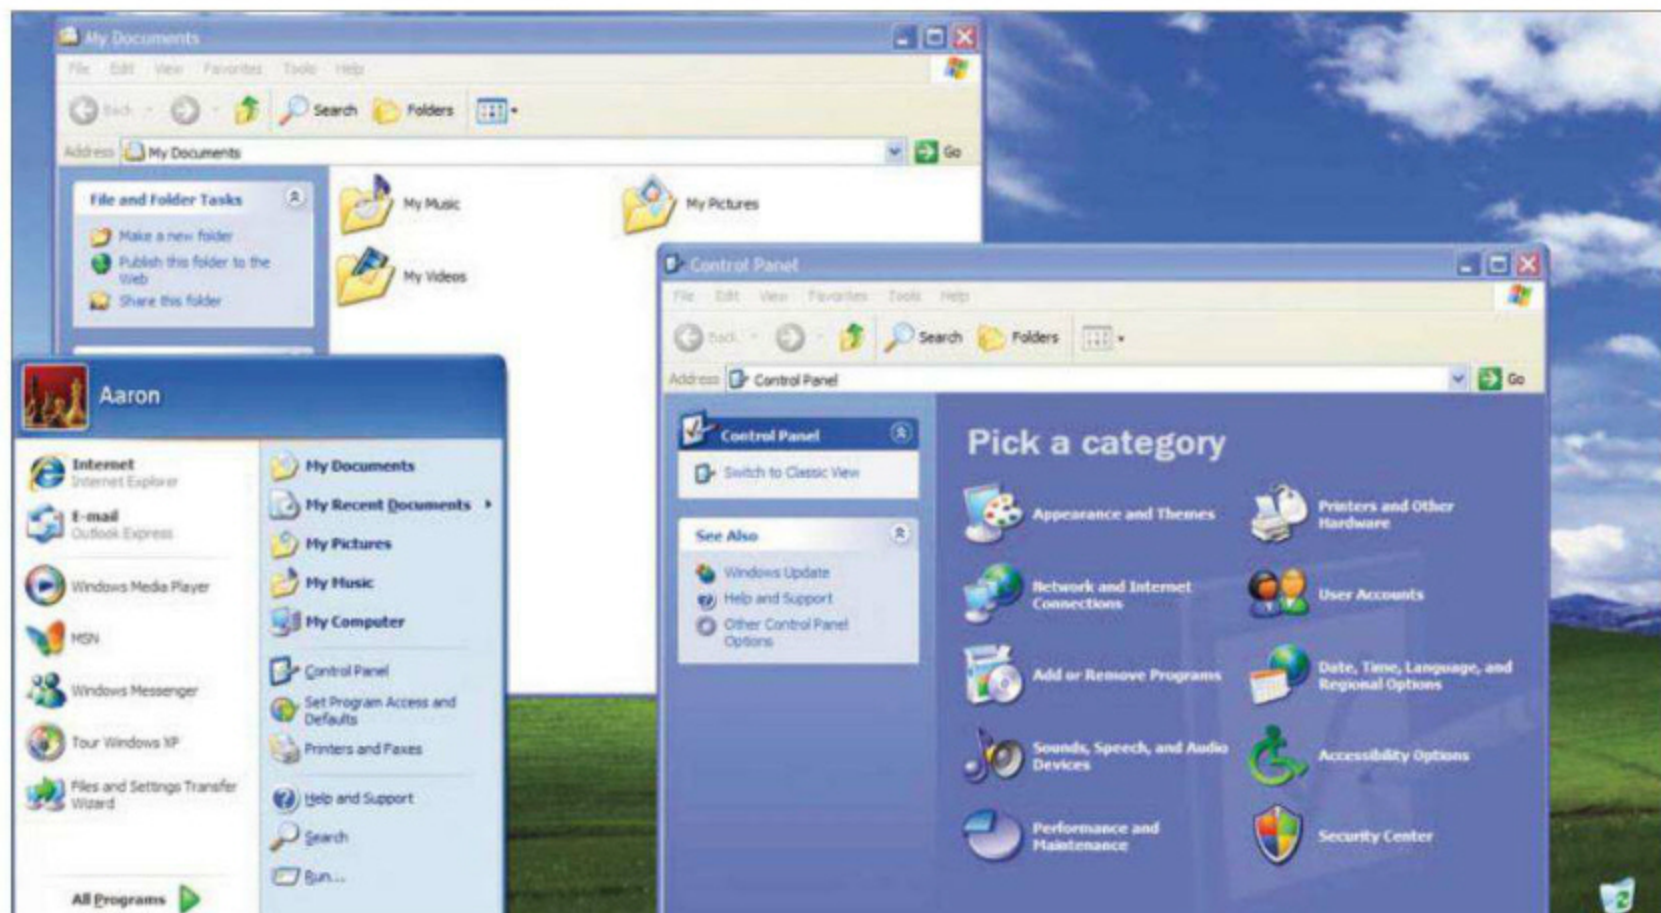 My Documents
File Edit View Favorites Tools Help
Back Search Folders
Address My Documents Go
File and Folder Tasks
Make a new folder
Publish this folder to the
Web
Share this folder
My Music
My Pictures
My Videos
Control Panel
File Edit View Favorites Tools Help
Back Search Folders
Address Control Panel Go
Control Panel
Switch to Classic View
See Also
Windows Update
Help and Support
Other Control Panel
Options
Pick a category
Appearance and Themes
Printers and Other
Hardware
Network and Internet
Connections
User Accounts
Add or Remove Programs
Date, Time, Language, and
Regional Options
Sounds, Speech, and Audio
Devices
Accessibility Options
Performance and
Maintenance
Security Center
Aaron
Internet
Internet Explorer
E-mail
Outlook Express
Windows Media Player
MSN
Windows Messenger
Tour Windows XP
Files and Settings Transfer
Wizard
All Programs
My Documents
My Recent Documents
My Pictures
My Music
My Computer
Control Panel
Set Program Access and
Defaults
Printers and Faxes
Help and Support
Search
Run...